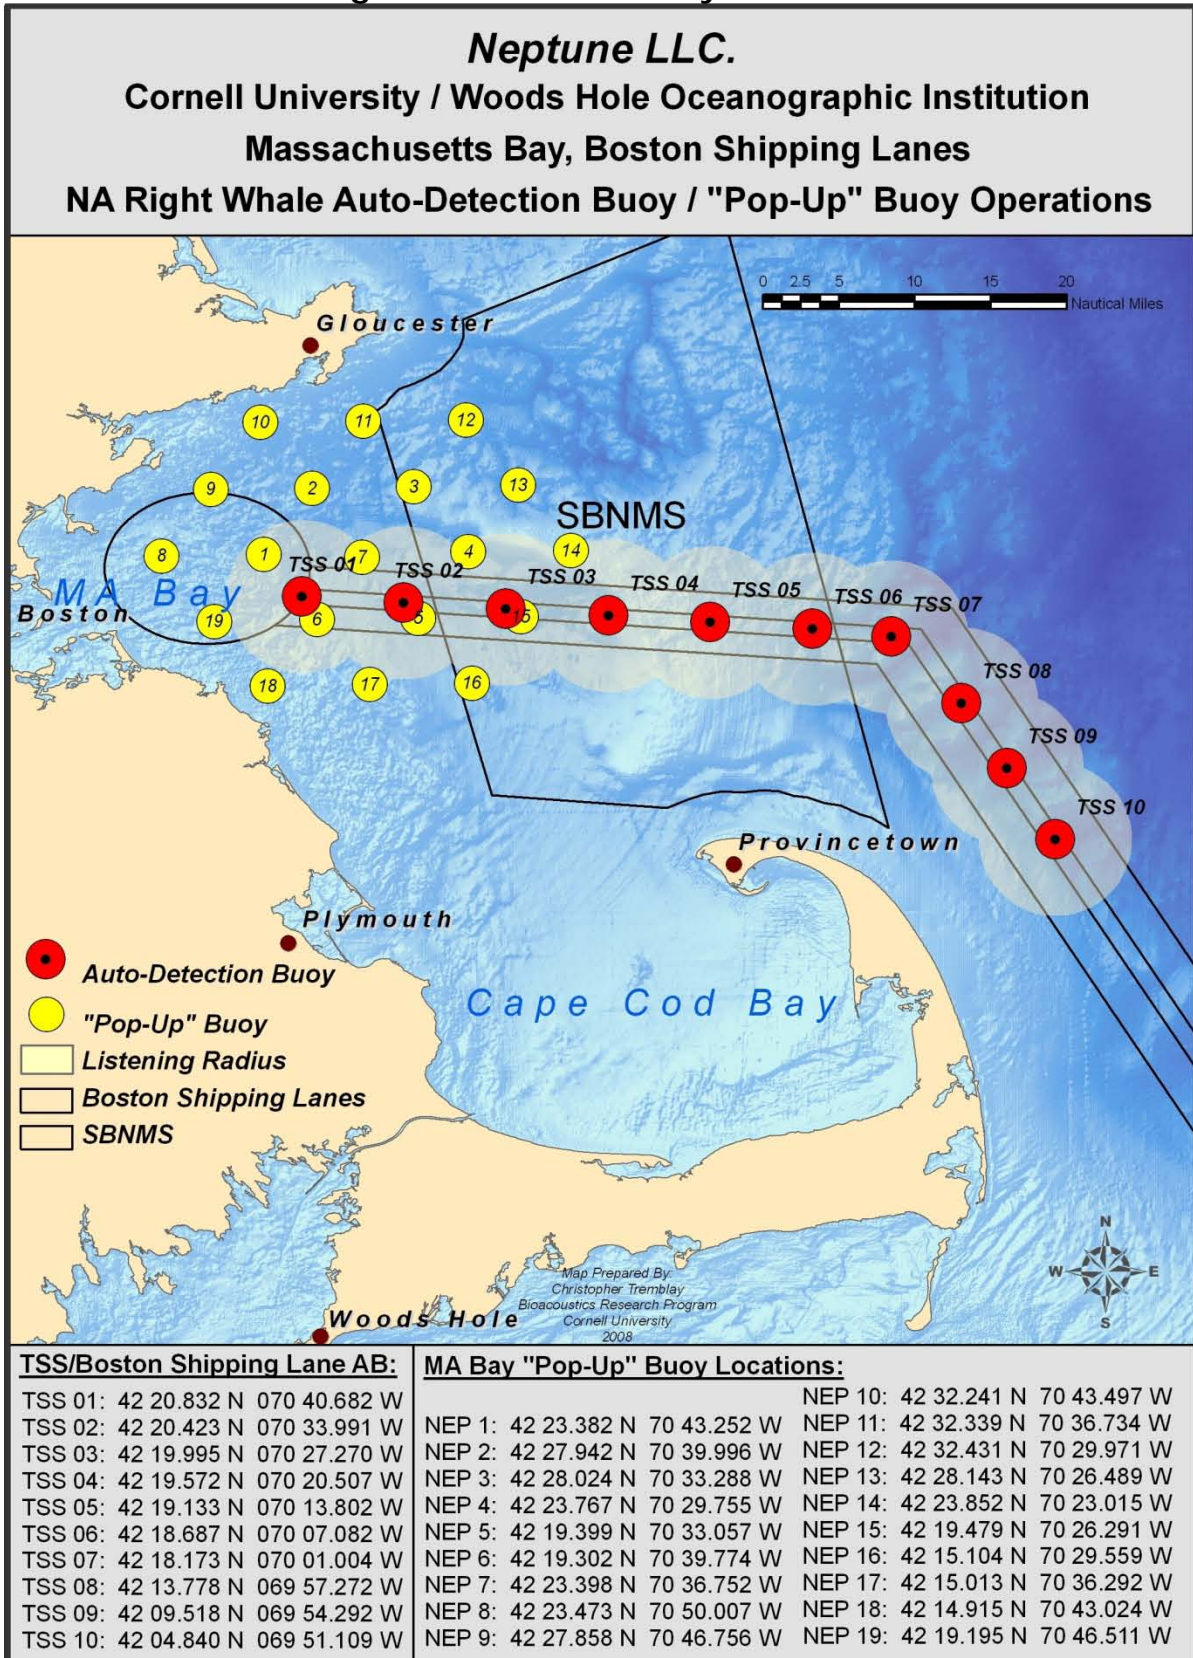 Neptune LLC.
Cornell University / Woods Hole Oceanographic Institution
Massachusetts Bay, Boston Shipping Lanes
NA Right Whale Auto-Detection Buoy / "Pop-Up" Buoy Operations
0 2.5 5 10 15 20
Nautical Miles
Gloucester
10
11
12
9
2
3
13
SBNMS
8
1
7
4
14
TSS 01
TSS 02
TSS 03
TSS 04
TSS 05
TSS 06
TSS 07
MA Bay
Boston
19
6
5
15
TSS 08
18
17
16
TSS 09
TSS 10
Provincetown
Plymouth
Auto-Detection Buoy
"Pop-Up" Buoy
Listening Radius
Boston Shipping Lanes
SBNMS
Cape Cod Bay
N
W E
S
Map Prepared By:
Christopher Tremblay
Bioacoustics Research Program
Cornell University
2008
Woods Hole
TSS/Boston Shipping Lane AB:
TSS 01: 42 20.832 N 070 40.682 W
TSS 02: 42 20.423 N 070 33.991 W
TSS 03: 42 19.995 N 070 27.270 W
TSS 04: 42 19.572 N 070 20.507 W
TSS 05: 42 19.133 N 070 13.802 W
TSS 06: 42 18.687 N 070 07.082 W
TSS 07: 42 18.173 N 070 01.004 W
TSS 08: 42 13.778 N 069 57.272 W
TSS 09: 42 09.518 N 069 54.292 W
TSS 10: 42 04.840 N 069 51.109 W
MA Bay "Pop-Up" Buoy Locations:
NEP 1: 42 23.382 N 70 43.252 W
NEP 2: 42 27.942 N 70 39.996 W
NEP 3: 42 28.024 N 70 33.288 W
NEP 4: 42 23.767 N 70 29.755 W
NEP 5: 42 19.399 N 70 33.057 W
NEP 6: 42 19.302 N 70 39.774 W
NEP 7: 42 23.398 N 70 36.752 W
NEP 8: 42 23.473 N 70 50.007 W
NEP 9: 42 27.858 N 70 46.756 W
NEP 10: 42 32.241 N 70 43.497 W
NEP 11: 42 32.339 N 70 36.734 W
NEP 12: 42 32.431 N 70 29.971 W
NEP 13: 42 28.143 N 70 26.489 W
NEP 14: 42 23.852 N 70 23.015 W
NEP 15: 42 19.479 N 70 26.291 W
NEP 16: 42 15.104 N 70 29.559 W
NEP 17: 42 15.013 N 70 36.292 W
NEP 18: 42 14.915 N 70 43.024 W
NEP 19: 42 19.195 N 70 46.511 W